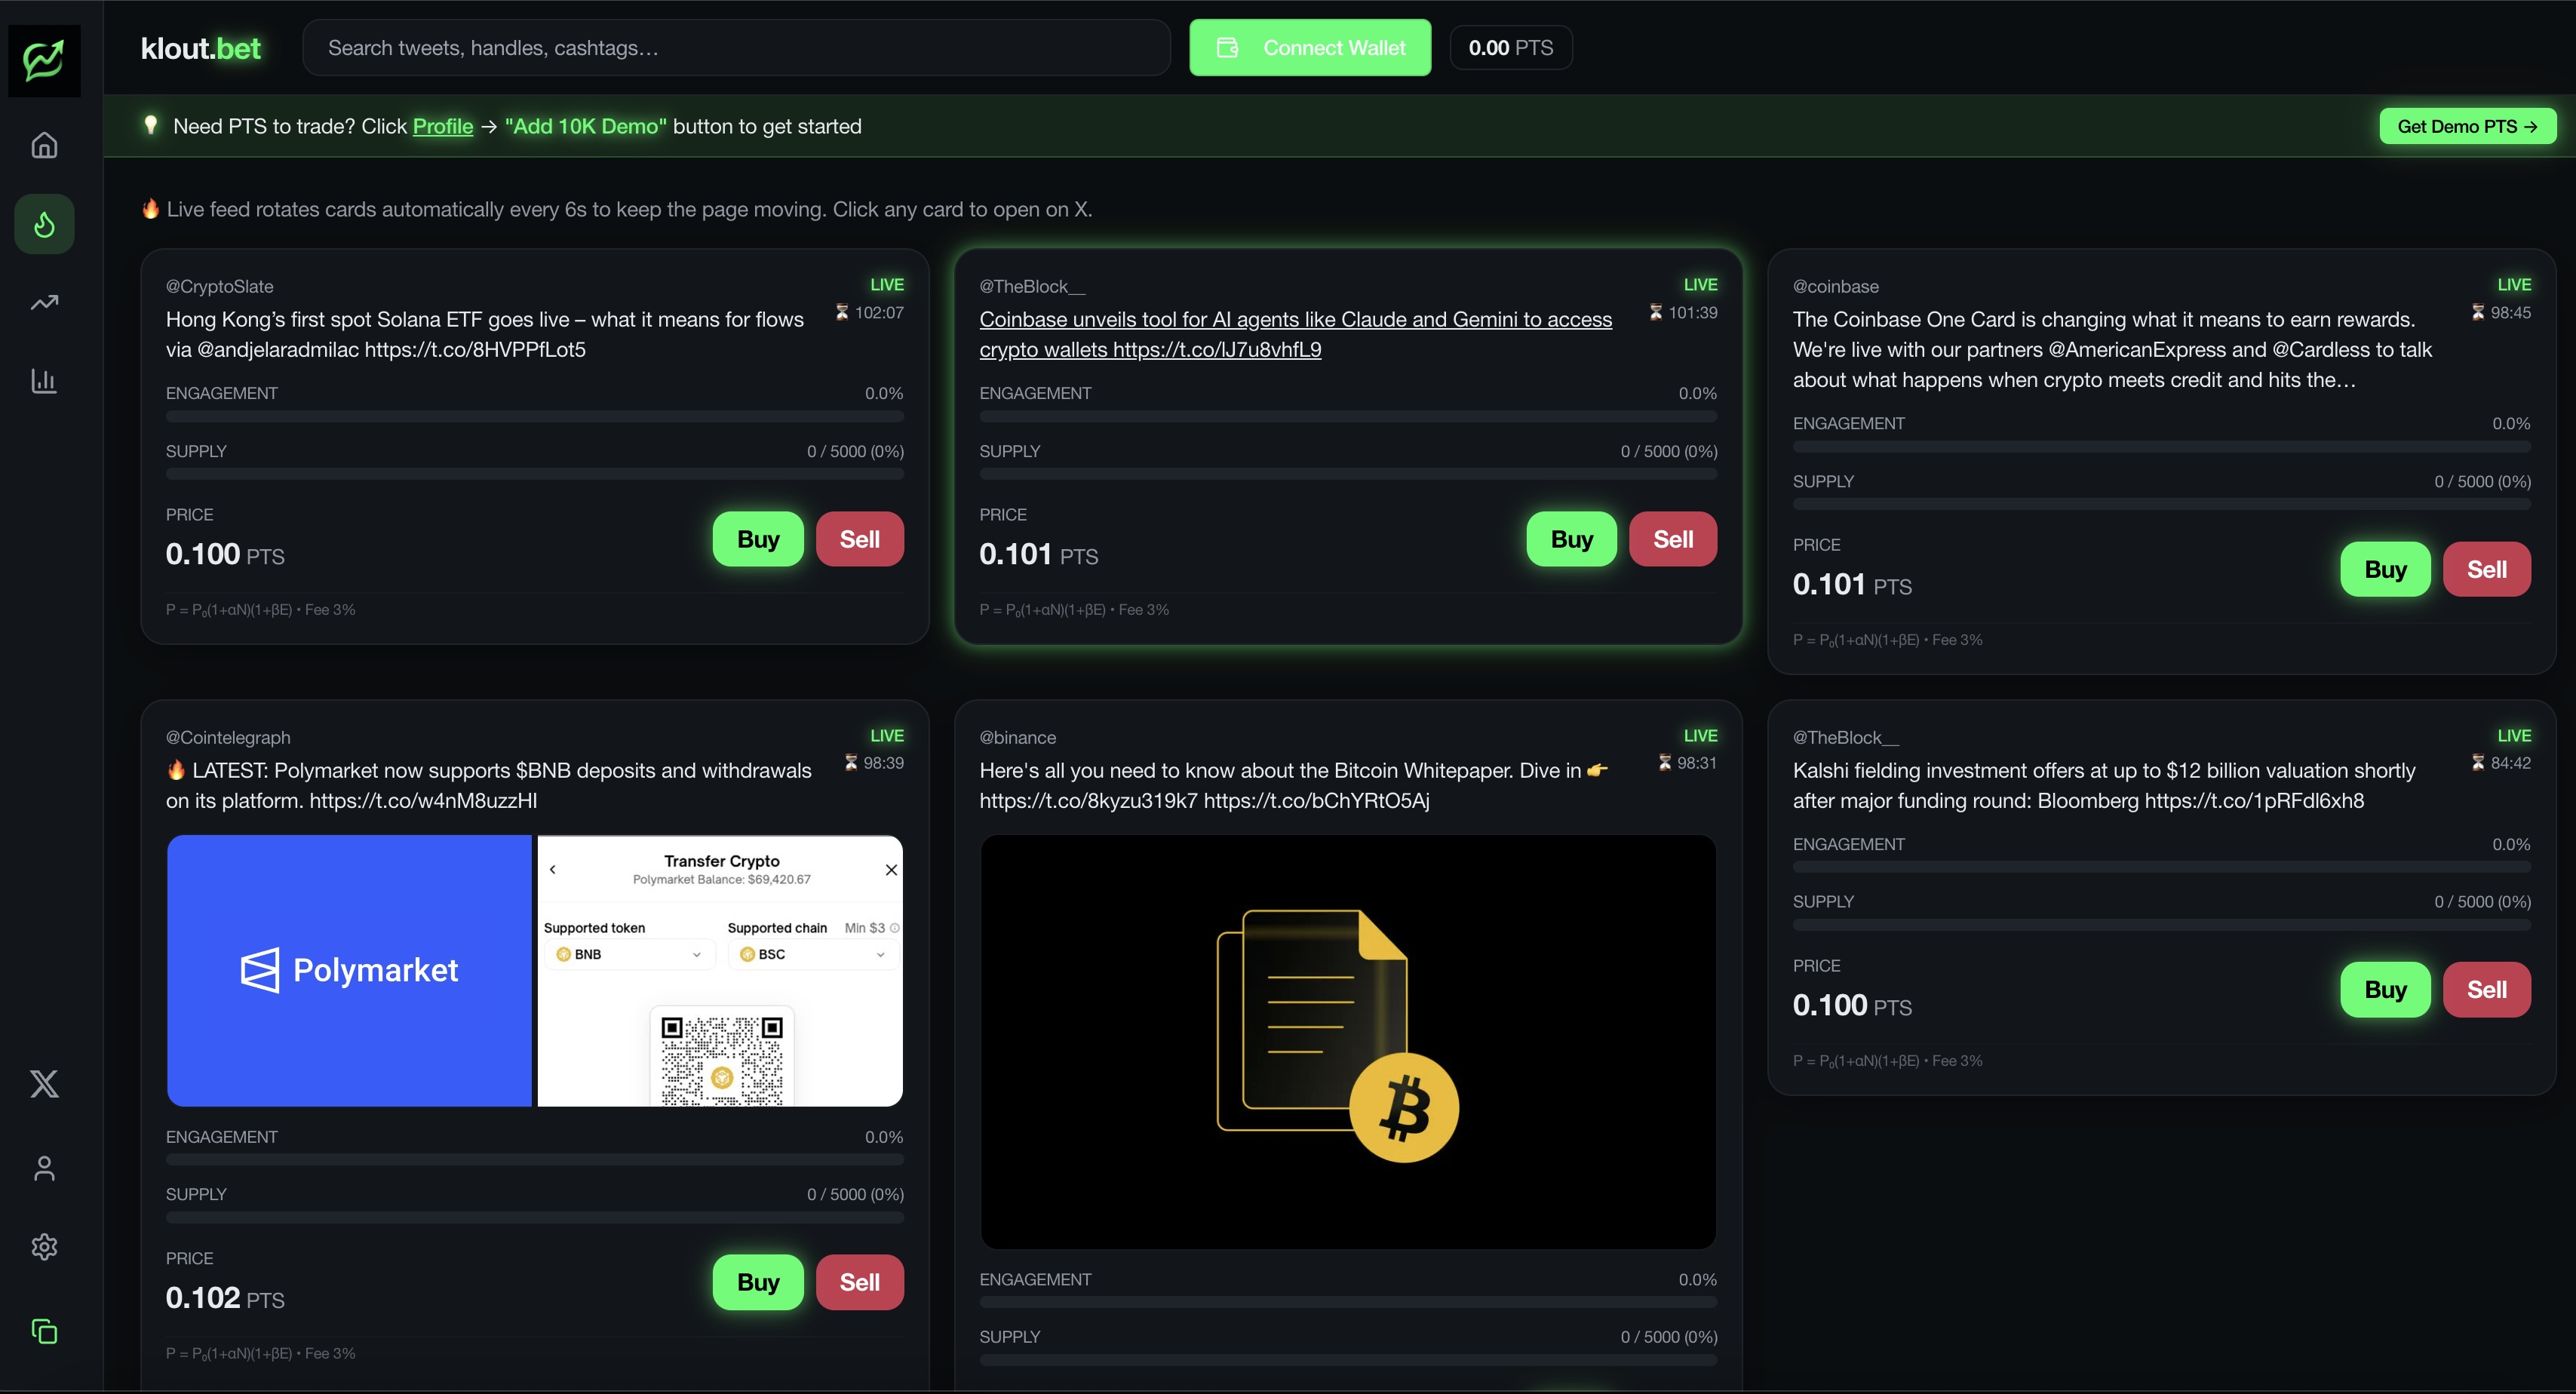 klout.bet
Search tweets, handles, cashtags...
Connect Wallet
0.00 PTS
💡 Need PTS to trade? Click Profile → "Add 10K Demo" button to get started
Get Demo PTS →
🔥 Live feed rotates cards automatically every 6s to keep the page moving. Click any card to open on X.
@CryptoSlate
LIVE
⏳ 102:07
Hong Kong’s first spot Solana ETF goes live – what it means for flows
via @andjelaradmilac https://t.co/8HVPPfLot5
ENGAGEMENT 0.0%
SUPPLY 0 / 5000 (0%)
PRICE
0.100 PTS
Buy
Sell
P = P₀(1+αN)(1+βE) • Fee 3%
@TheBlock__
LIVE
⏳ 101:39
Coinbase unveils tool for AI agents like Claude and Gemini to access
crypto wallets https://t.co/lJ7u8vhfL9
ENGAGEMENT 0.0%
SUPPLY 0 / 5000 (0%)
PRICE
0.101 PTS
Buy
Sell
P = P₀(1+αN)(1+βE) • Fee 3%
@coinbase
LIVE
⏳ 98:45
The Coinbase One Card is changing what it means to earn rewards.
We're live with our partners @AmericanExpress and @Cardless to talk
about what happens when crypto meets credit and hits the…
ENGAGEMENT 0.0%
SUPPLY 0 / 5000 (0%)
PRICE
0.101 PTS
Buy
Sell
P = P₀(1+αN)(1+βE) • Fee 3%
@Cointelegraph
LIVE
⏳ 98:39
🔥 LATEST: Polymarket now supports $BNB deposits and withdrawals
on its platform. https://t.co/w4nM8uzzHI
Polymarket
Transfer Crypto
Polymarket Balance: $69,420.67
Supported token
BNB
Supported chain Min $3
BSC
ENGAGEMENT 0.0%
SUPPLY 0 / 5000 (0%)
PRICE
0.102 PTS
Buy
Sell
P = P₀(1+αN)(1+βE) • Fee 3%
@binance
LIVE
⏳ 98:31
Here's all you need to know about the Bitcoin Whitepaper. Dive in 👉
https://t.co/8kyzu319k7 https://t.co/bChYRtO5Aj
ENGAGEMENT 0.0%
SUPPLY 0 / 5000 (0%)
@TheBlock__
LIVE
⏳ 84:42
Kalshi fielding investment offers at up to $12 billion valuation shortly
after major funding round: Bloomberg https://t.co/1pRFdl6xh8
ENGAGEMENT 0.0%
SUPPLY 0 / 5000 (0%)
PRICE
0.100 PTS
Buy
Sell
P = P₀(1+αN)(1+βE) • Fee 3%